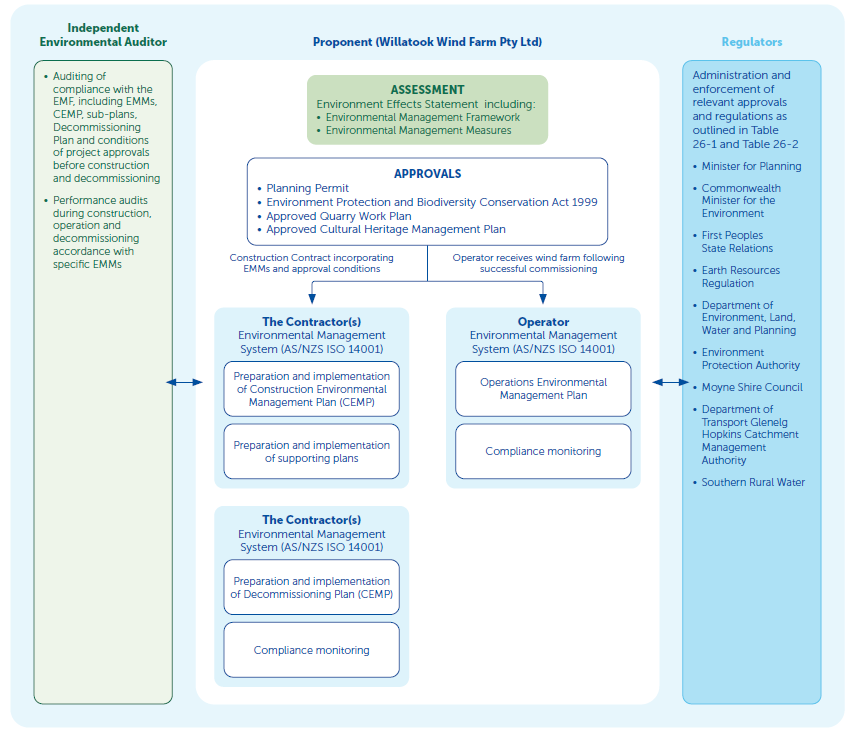 Independent
Environmental Auditor
• Auditing of
compliance with the
EMF, including EMMs,
CEMP, sub-plans,
Decommissioning
Plan and conditions
of project approvals
before construction
and decommissioning
• Performance audits
during construction,
operation and
decommissioning
accordance with
specific EMMs
Proponent (Willatook Wind Farm Pty Ltd)
ASSESSMENT
Environment Effects Statement including:
• Environmental Management Framework
• Environmental Management Measures
APPROVALS
• Planning Permit
• Environment Protection and Biodiversity Conservation Act 1999
• Approved Quarry Work Plan
• Approved Cultural Heritage Management Plan
Construction Contract incorporating
EMMs and approval conditions
Operator receives wind farm following
successful commissioning
The Contractor(s)
Environmental Management
System (AS/NZS ISO 14001)
Preparation and implementation
of Construction Environmental
Management Plan (CEMP)
Preparation and implementation
of supporting plans
Operator
Environmental Management
System (AS/NZS ISO 14001)
Operations Environmental
Management Plan
Compliance monitoring
The Contractor(s)
Environmental Management
System (AS/NZS ISO 14001)
Preparation and implementation
of Decommissioning Plan (CEMP)
Compliance monitoring
Regulators
Administration and
enforcement of
relevant approvals
and regulations as
outlined in Table
26-1 and Table 26-2
• Minister for Planning
• Commonwealth
Minister for the
Environment
• First Peoples
State Relations
• Earth Resources
Regulation
• Department of
Environment, Land,
Water and Planning
• Environment
Protection Authority
• Moyne Shire Council
• Department of
Transport Glenelg
Hopkins Catchment
Management
Authority
• Southern Rural Water